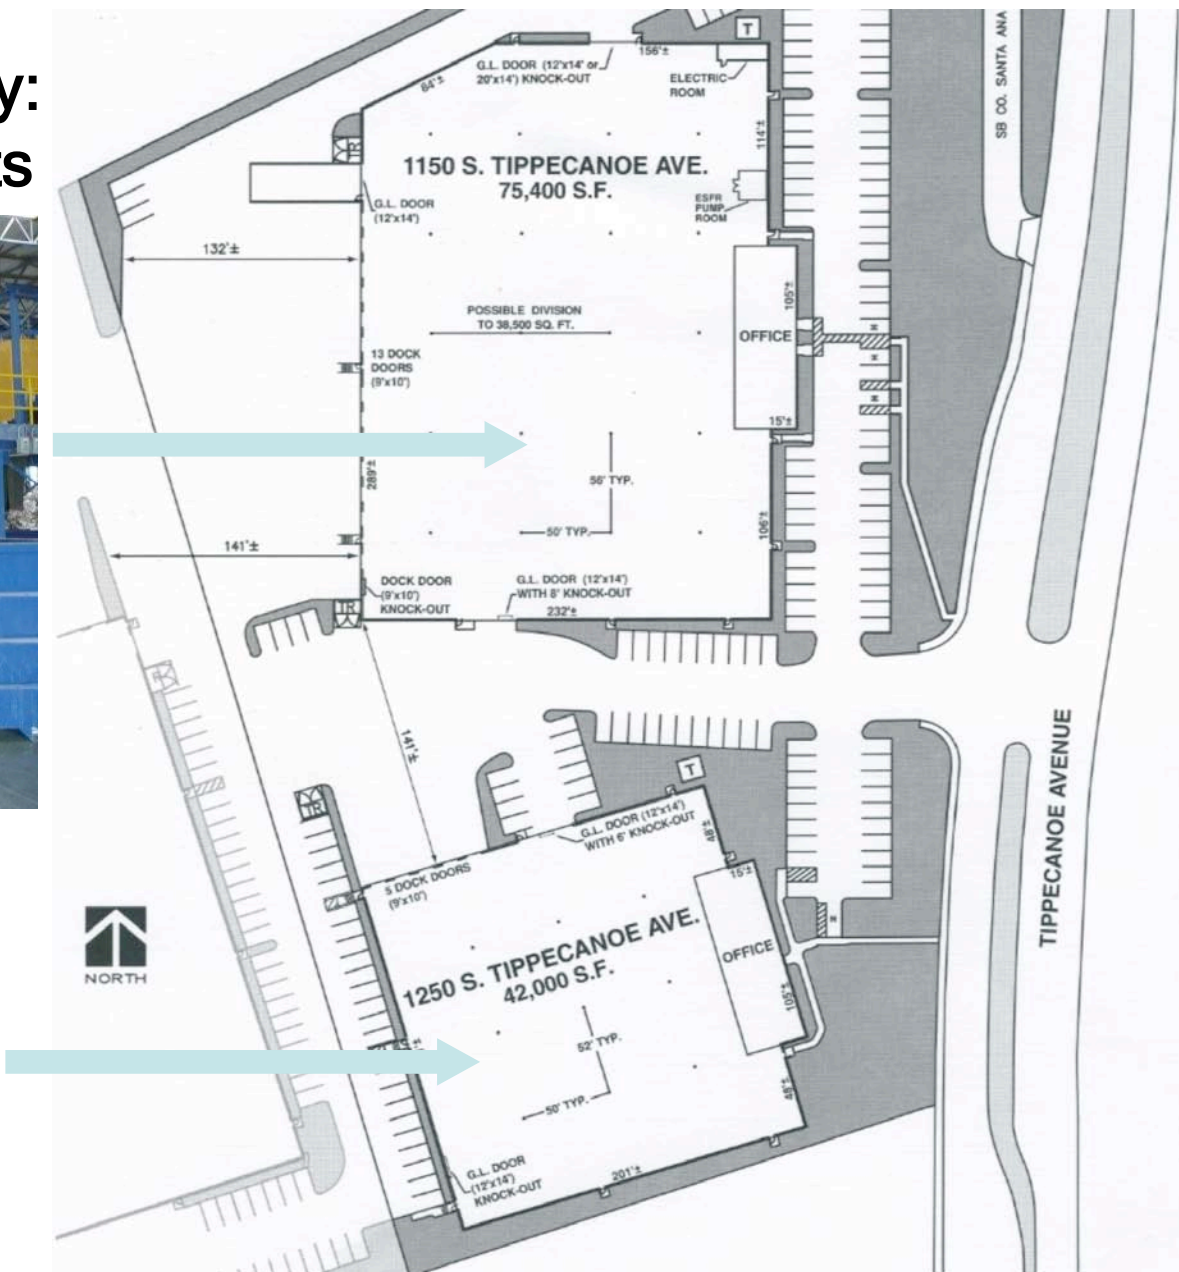 y:
ts
T
SB CO. SANTA ANA
156'±
G.L. DOOR (12'x14' or
20'x14') KNOCK-OUT
ELECTRIC
ROOM
84'±
114'±
TR
1150 S. TIPPECANOE AVE.
75,400 S.F.
G.L. DOOR
(12'x14')
ESFR
PUMP
ROOM
132'±
POSSIBLE DIVISION
TO 38,500 SQ. FT.
105'±
OFFICE
13 DOCK
DOORS
(9'x10')
15'±
289'±
56' TYP.
50' TYP.
106'±
141'±
DOCK DOOR
(9'x10')
KNOCK-OUT
G.L. DOOR (12'x14')
WITH 8' KNOCK-OUT
232'±
TR
141'±
T
TR
G.L. DOOR (12'x14')
WITH 6' KNOCK-OUT
48'±
5 DOCK DOORS
(9'x10')
15'±
TIPPECANOE AVENUE
1250 S. TIPPECANOE AVE.
42,000 S.F.
OFFICE
105'±
NORTH
52' TYP.
50' TYP.
48'±
G.L. DOOR
(12'x14')
KNOCK-OUT
201'±